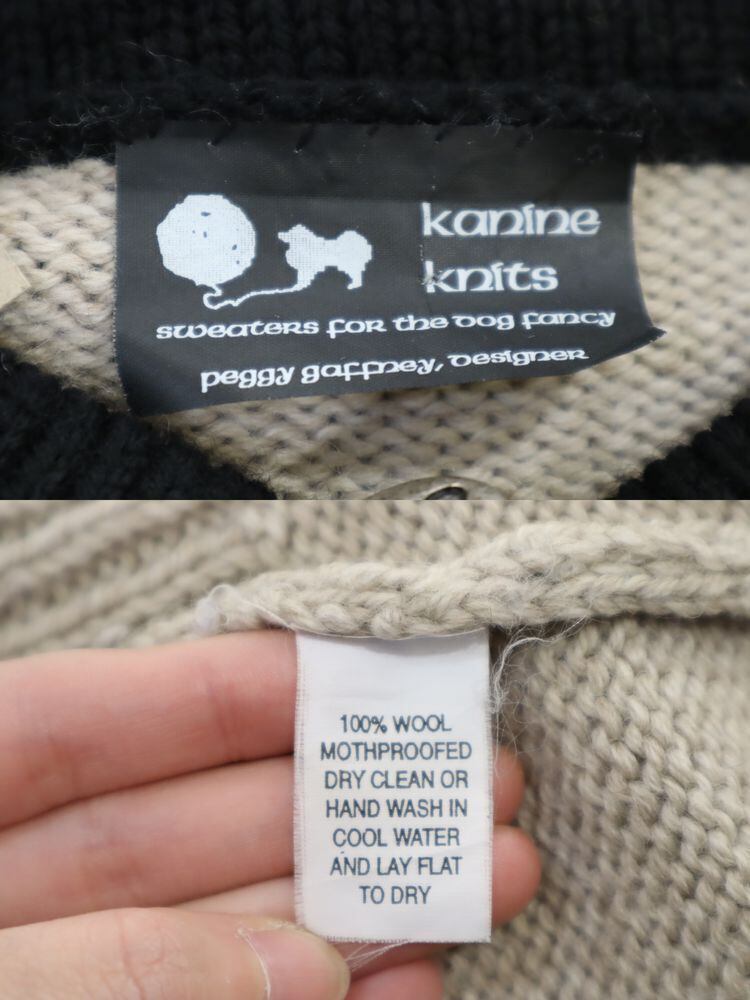 kanine
knits
sweaters for the dog fancy
peggy gaffney, designer
100% WOOL
MOTHPROOFED
DRY CLEAN OR
HAND WASH IN
COOL WATER
AND LAY FLAT
TO DRY